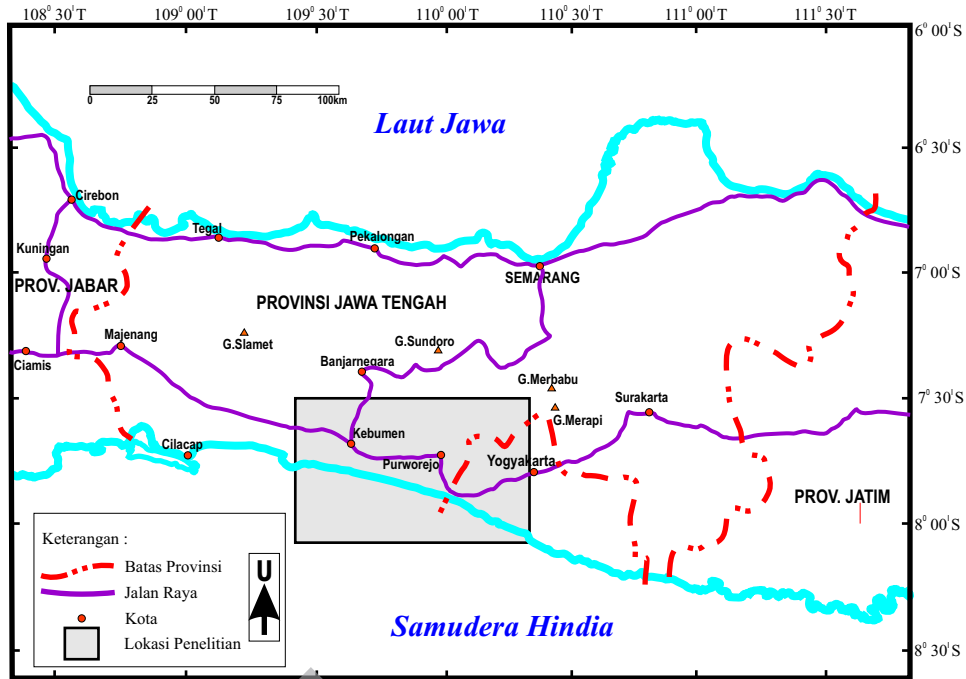 108° 30' T
109° 00' T
109° 30' T
110° 00' T
110° 30' T
111° 00' T
111° 30' T
6° 00' S
0
25
50
75
100km
Laut Jawa
6° 30' S
Cirebon
Tegal
Pekalongan
Kuningan
SEMARANG
7° 00' S
PROV. JABAR
PROVINSI JAWA TENGAH
Majenang
G.Slamet
G.Sundoro
Ciamis
Banjarnegara
G.Merbabu
Surakarta
7° 30' S
G.Merapi
Kebumen
Cilacap
Purworejo
Yogyakarta
PROV. JATIM
8° 00' S
Keterangan :
Batas Provinsi
Jalan Raya
Kota
Lokasi Penelitian
U
Samudera Hindia
8° 30' S